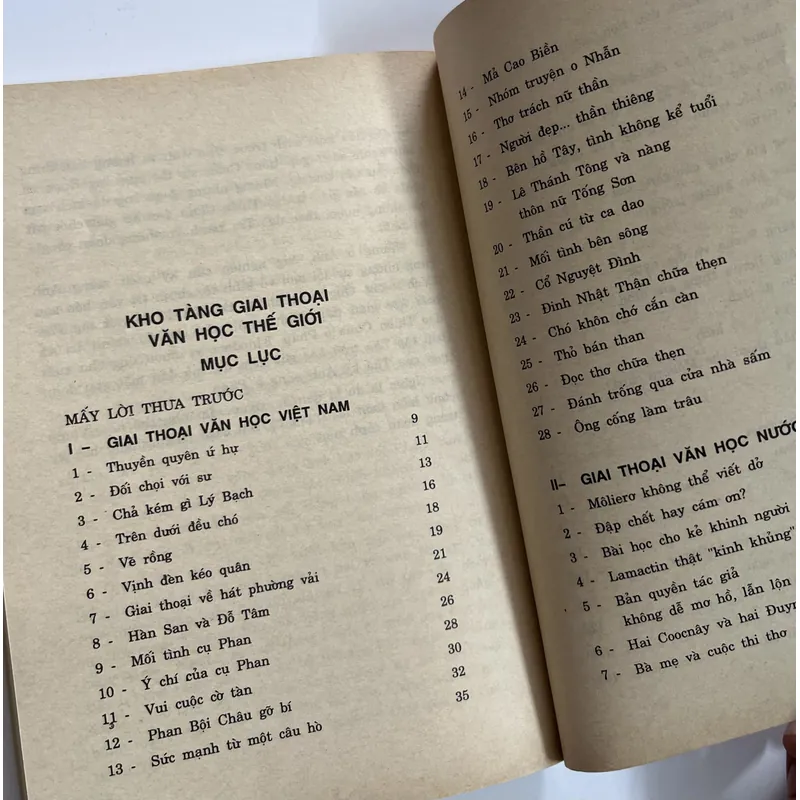 KHO TÀNG GIAI THOẠI
VĂN HỌC THẾ GIỚI
MỤC LỤC
MẤY LỜI THƯA TRƯỚC
I – GIAI THOẠI VĂN HỌC VIỆT NAM
1 - Thuyền quyên ứ hự 9
2 - Đối chọi với sư 11
3 - Chả kém gì Lý Bạch 13
4 - Trên dưới đều chó 16
5 - Vẽ rồng 18
6 - Vịnh đèn kéo quân 19
7 - Giai thoại về hát phường vải 21
8 - Hàn San và Đỗ Tâm 24
9 - Mối tình cụ Phan 26
10 - Ý chí của cụ Phan 28
11 - Vui cuộc cờ tàn 30
12 - Phan Bội Châu gỡ bí 32
13 - Sức mạnh từ một câu hò 35
14 - Mả Cao Biền
15 - Nhóm truyện o Nhẫn
16 - Thơ trách nữ thần
17 - Người đẹp... thần thiêng
18 - Bên hồ Tây, tình không kể tuổi
19 - Lê Thánh Tông và nàng
thôn nữ Tống Sơn
20 - Thần cú từ ca dao
21 - Mối tình bên sông
22 - Cổ Nguyệt Đình
23 - Đinh Nhật Thận chữa thẹn
24 - Chó khôn chớ cắn càn
25 - Thỏ bán than
26 - Đọc thơ chữa thẹn
27 - Đánh trống qua cửa nhà sấm
28 - Ông cống làm trâu
II– GIAI THOẠI VĂN HỌC NƯỚC
1 - Môlierơ không thể viết dở
2 - Đập chết hay cám ơn?
3 - Bài học cho kẻ khinh người
4 - Lamactin thật "kinh khủng"
5 - Bản quyền tác giả
không dễ mơ hồ, lẫn lộn
6 - Hai Coocnây và hai Đuym
7 - Bà mẹ và cuộc thi thơ